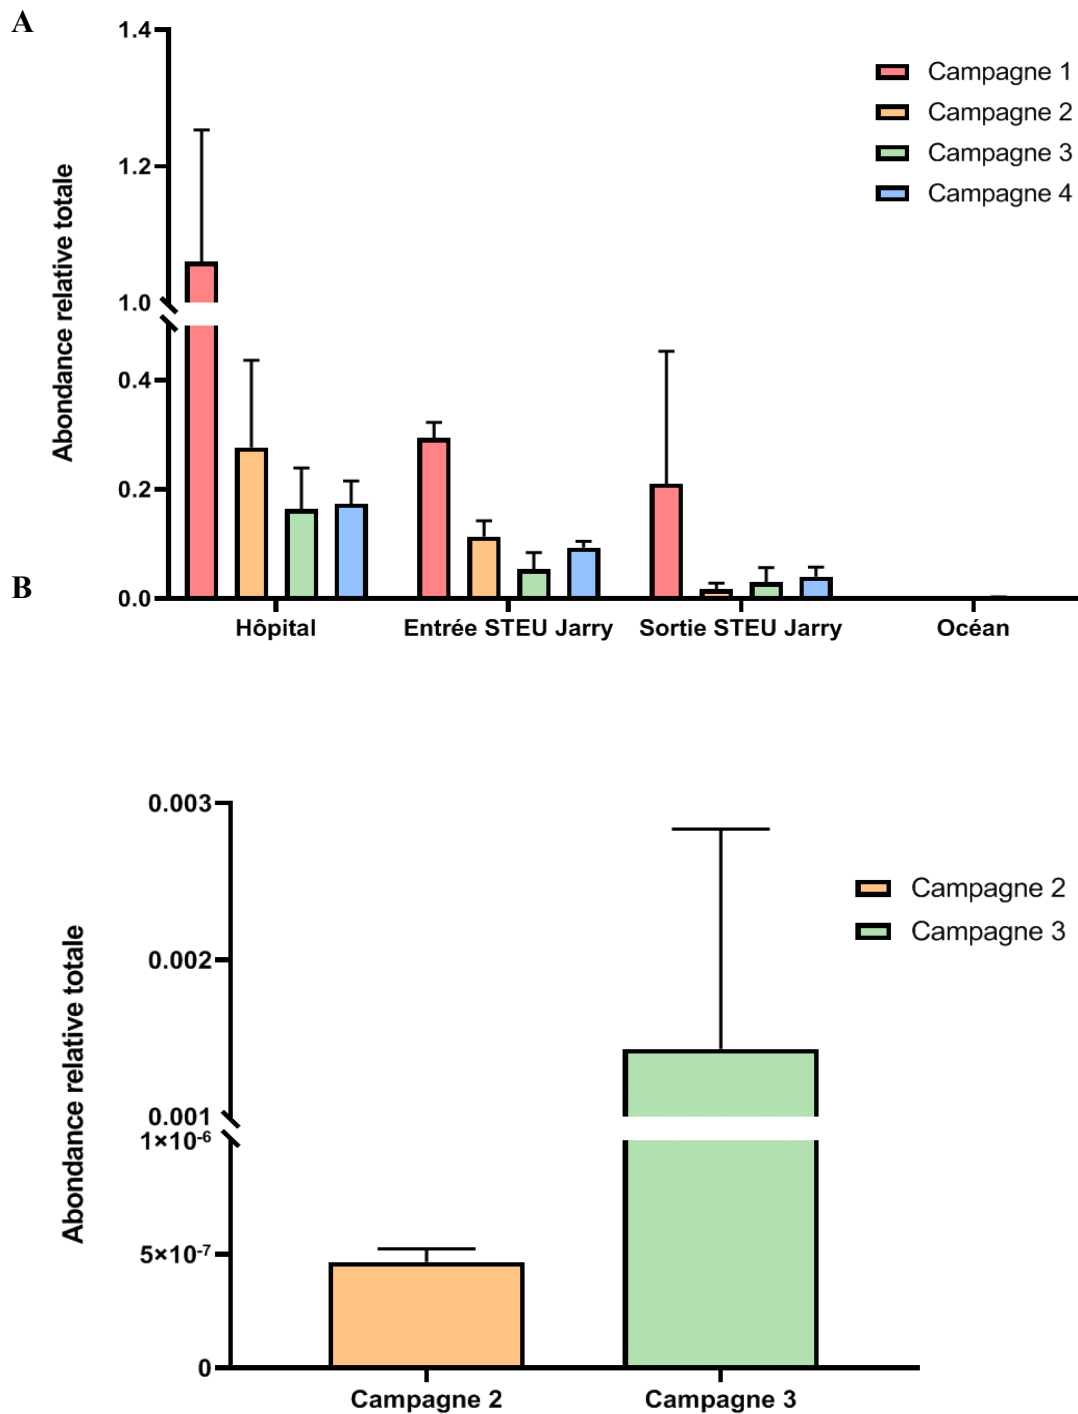 A
Abondance relative totale
1.4
1.2
1.0
0.4
0.2
0.0
Campagne 1
Campagne 2
Campagne 3
Campagne 4
Hôpital
Entrée STEU Jarry
Sortie STEU Jarry
Océan
B
Abondance relative totale
0.003
0.002
0.001
1×10⁻⁶
5×10⁻⁷
0
Campagne 2
Campagne 3
Campagne 2
Campagne 3